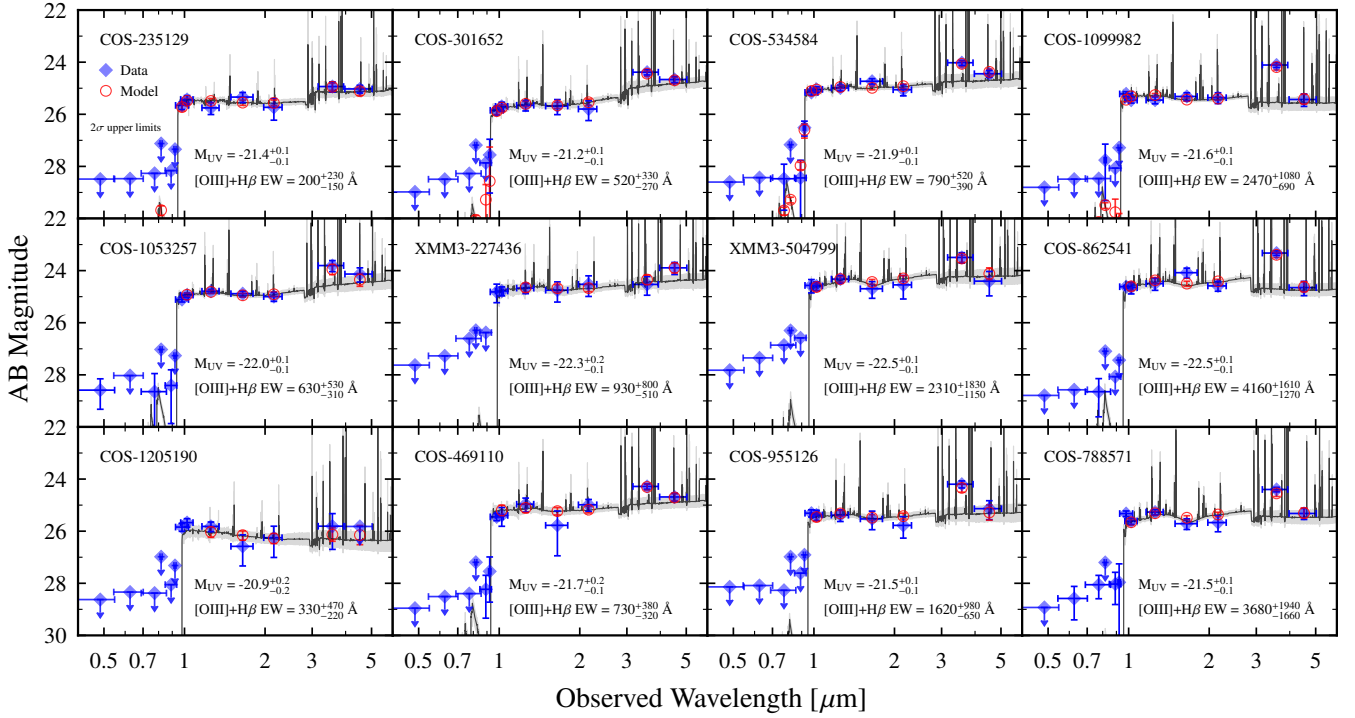 22
COS-235129
COS-301652
COS-534584
COS-1099982
Data
Model
24
26
2σ upper limits
M_UV = -21.4^{+0.1}_{-0.1}
M_UV = -21.2^{+0.1}_{-0.1}
M_UV = -21.9^{+0.1}_{-0.1}
M_UV = -21.6^{+0.1}_{-0.1}
28
[OIII]+Hβ EW = 200^{+230}_{-150} Å
[OIII]+Hβ EW = 520^{+330}_{-270} Å
[OIII]+Hβ EW = 790^{+520}_{-390} Å
[OIII]+Hβ EW = 2470^{+1080}_{-690} Å
22
COS-1053257
XMM3-227436
XMM3-504799
COS-862541
24
AB Magnitude
26
M_UV = -22.0^{+0.1}_{-0.1}
M_UV = -22.3^{+0.2}_{-0.1}
M_UV = -22.5^{+0.1}_{-0.1}
M_UV = -22.5^{+0.1}_{-0.1}
28
[OIII]+Hβ EW = 630^{+530}_{-310} Å
[OIII]+Hβ EW = 930^{+800}_{-510} Å
[OIII]+Hβ EW = 2310^{+1830}_{-1150} Å
[OIII]+Hβ EW = 4160^{+1610}_{-1270} Å
22
COS-1205190
COS-469110
COS-955126
COS-788571
24
26
M_UV = -20.9^{+0.2}_{-0.2}
M_UV = -21.7^{+0.2}_{-0.1}
M_UV = -21.5^{+0.1}_{-0.1}
M_UV = -21.5^{+0.1}_{-0.1}
28
[OIII]+Hβ EW = 330^{+470}_{-220} Å
[OIII]+Hβ EW = 730^{+380}_{-320} Å
[OIII]+Hβ EW = 1620^{+980}_{-650} Å
[OIII]+Hβ EW = 3680^{+1940}_{-1660} Å
30
0.5 0.7 1 2 3 5
0.5 0.7 1 2 3 5
0.5 0.7 1 2 3 5
0.5 0.7 1 2 3 5
Observed Wavelength [μm]